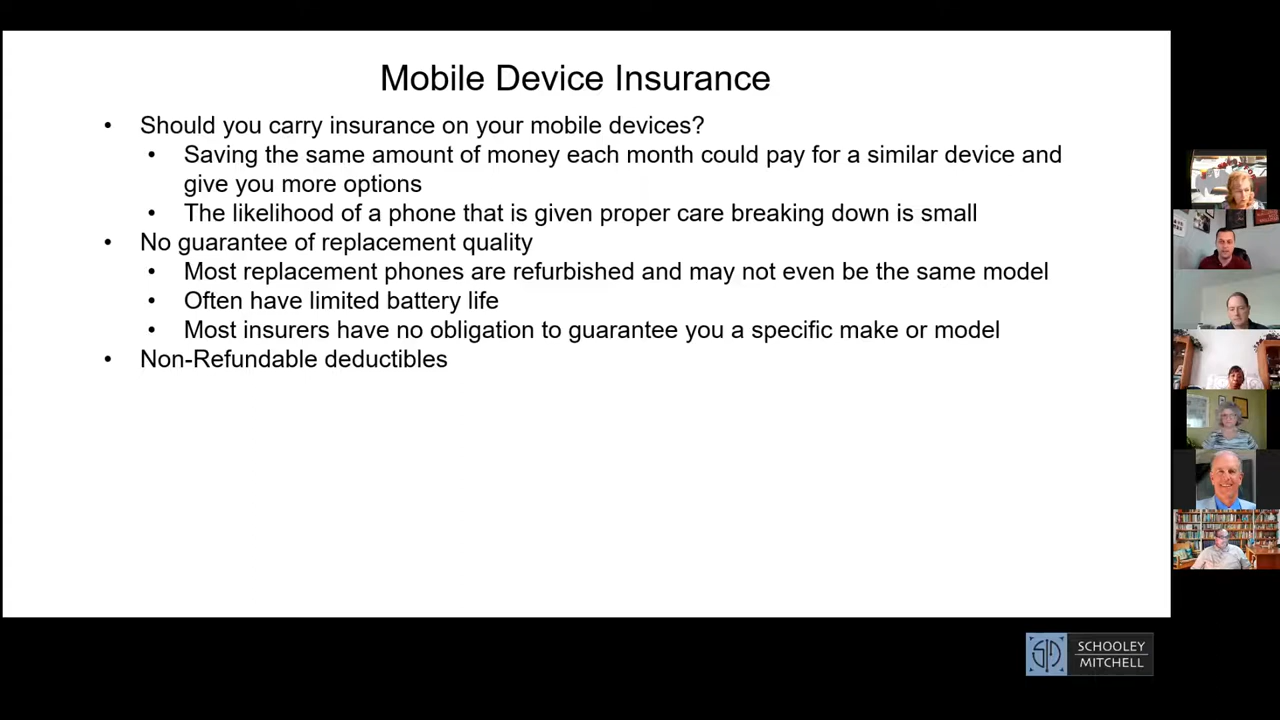 Mobile Device Insurance
• Should you carry insurance on your mobile devices?
• Saving the same amount of money each month could pay for a similar device and
give you more options
• The likelihood of a phone that is given proper care breaking down is small
• No guarantee of replacement quality
• Most replacement phones are refurbished and may not even be the same model
• Often have limited battery life
• Most insurers have no obligation to guarantee you a specific make or model
• Non-Refundable deductibles
SCHOOLEY
MITCHELL